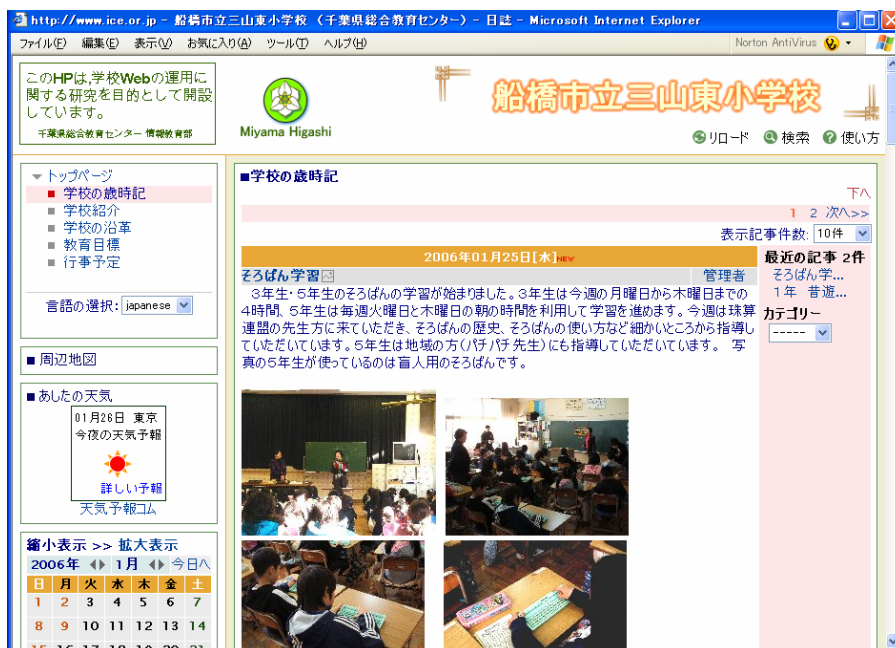 http://www.ice.or.jp - 船橋市立三山東小学校 (千葉県総合教育センター) - 日誌 - Microsoft Internet Explorer
ファイル(F) 編集(E) 表示(V) お気に入り(A) ツール(T) ヘルプ(H) Norton AntiVirus
このHPは,学校Webの運用に
関する研究を目的として開設
しています。
千葉県総合教育センター 情報教育部
Miyama Higashi
船橋市立三山東小学校
リロード 検索 使い方
トップページ
学校の歳時記
学校紹介
学校の沿革
教育目標
行事予定
言語の選択: japanese
■周辺地図
■あしたの天気
01月26日 東京
今夜の天気予報
詳しい予報
天気予報コム
縮小表示 >> 拡大表示
2006年 1月 今日へ
日 月 火 水 木 金 土
1 2 3 4 5 6 7
8 9 10 11 12 13 14
15 16 17 18 19 20 21
■学校の歳時記
下へ
1 2 次へ>>
表示記事件数: 10件
2006年01月25日[水]NEW
そろばん学習 管理者
3年生・5年生のそろばんの学習が始まりました。3年生は今週の月曜日から木曜日までの
4時間、5年生は毎週火曜日と木曜日の朝の時間を利用して学習を進めます。今週は珠算
連盟の先生方に来ていただき、そろばんの歴史、そろばんの使い方など細かいところから指導し
ていただいています。5年生は地域の方(パチパチ先生)にも指導していただいています。 写
真の5年生が使っているのは盲人用のそろばんです。
最近の記事 2件
そろばん学...
1年 昔遊...
カテゴリー
-----